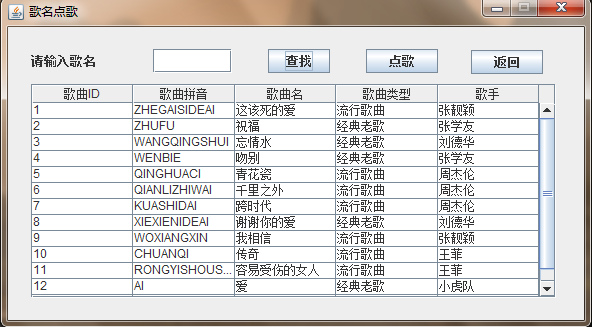 歌名点歌
请输入歌名 查找 点歌 返回
歌曲ID 歌曲拼音 歌曲名 歌曲类型 歌手
1 ZHEGAISIDEAI 这该死的爱 流行歌曲 张靓颖
2 ZHUFU 祝福 经典老歌 张学友
3 WANGQINGSHUI 忘情水 经典老歌 刘德华
4 WENBIE 吻别 经典老歌 张学友
5 QINGHUACI 青花瓷 流行歌曲 周杰伦
6 QIANLIZHIWAI 千里之外 流行歌曲 周杰伦
7 KUASHIDAI 跨时代 流行歌曲 周杰伦
8 XIEXIENIDEAI 谢谢你的爱 经典老歌 刘德华
9 WOXIANGXIN 我相信 流行歌曲 张靓颖
10 CHUANQI 传奇 流行歌曲 王菲
11 RONGYISHOUS... 容易受伤的女人 流行歌曲 王菲
12 AI 爱 经典老歌 小虎队